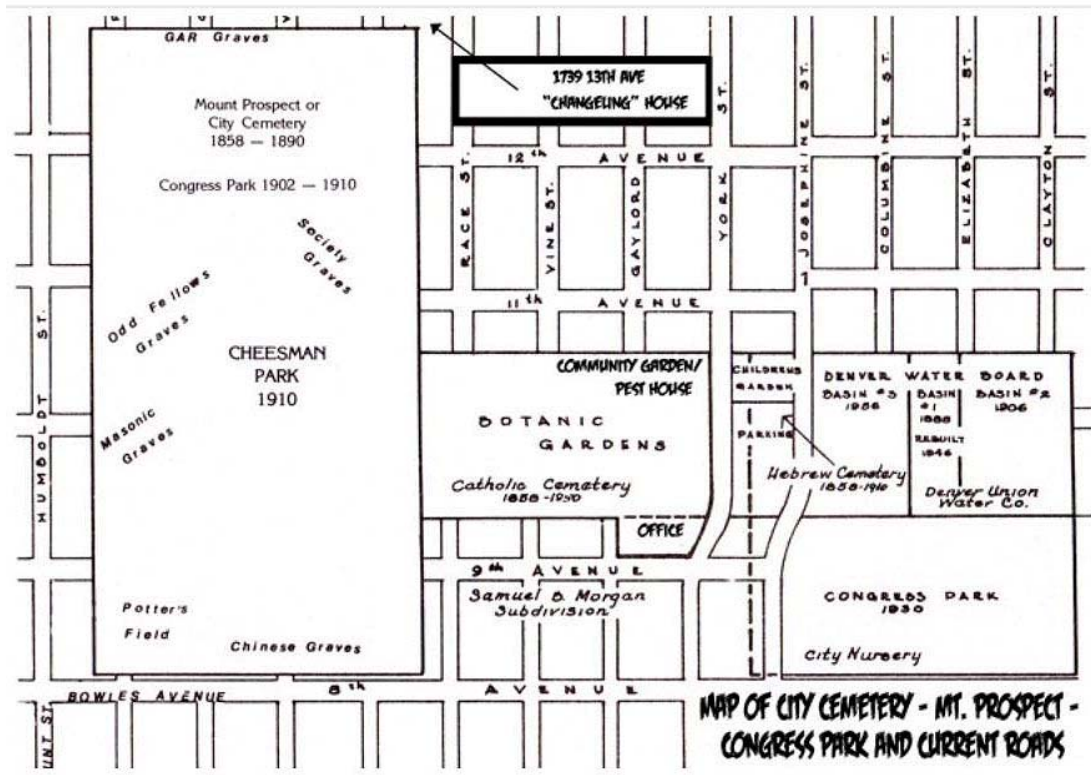 GAR Graves
Mount Prospect or
City Cemetery
1858 — 1890
Congress Park 1902 — 1910
Society
Graves
Odd Fellows
Graves
CHEESMAN
PARK
1910
Masonic
Graves
Potter's
Field
Chinese Graves
HUMBOLDT ST.
BOWLES AVENUE
8th AVENUE
UNT ST.
1739 13TH AVE
"CHANGELING" HOUSE
12th AVENUE
RACE ST.
VINE ST.
GAYLORD
YORK ST.
JOSEPHINE ST.
COLUMBINE ST.
ELIZABETH ST.
CLAYTON ST.
11th AVENUE
COMMUNITY GARDEN/
PEST HOUSE
BOTANIC
GARDENS
Catholic Cemetery
OFFICE
CHILDRENS
GARDEN
PARKING
Hebrew Cemetery
DENVER WATER BOARD
BASIN #3
BASIN
#1
1888
REBUILT
1946
BASIN #2
1906
Denver Union
Water Co.
9th AVENUE
Samuel B. Morgan
Subdivision
CONGRESS PARK
1930
City Nursery
MAP OF CITY CEMETERY - MT. PROSPECT -
CONGRESS PARK AND CURRENT ROADS